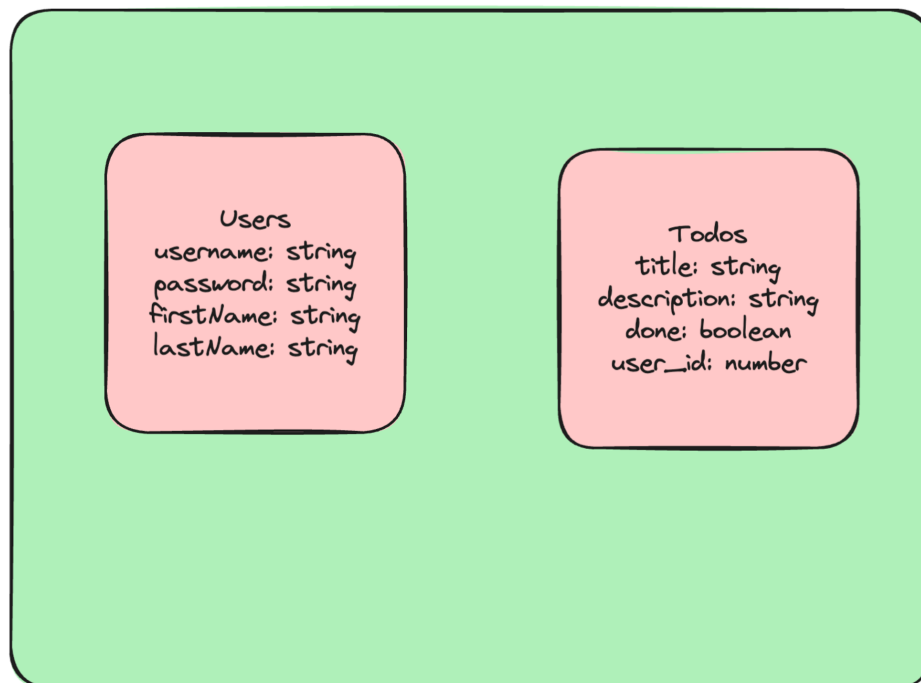 Users
username: string
password: string
firstName: string
lastName: string
Todos
title: string
description: string
done: boolean
user_id: number